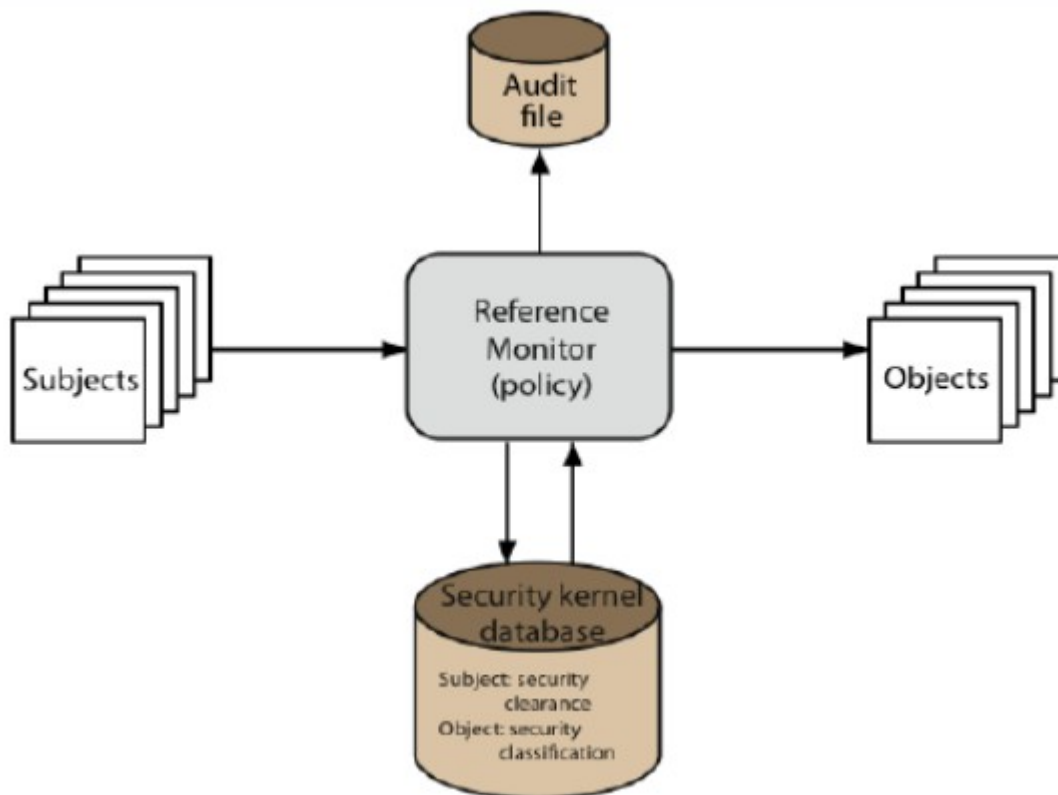 Audit
file
Subjects
Reference
Monitor
(policy)
Objects
Security kernel
database
Subject: security
clearance
Object: security
classification